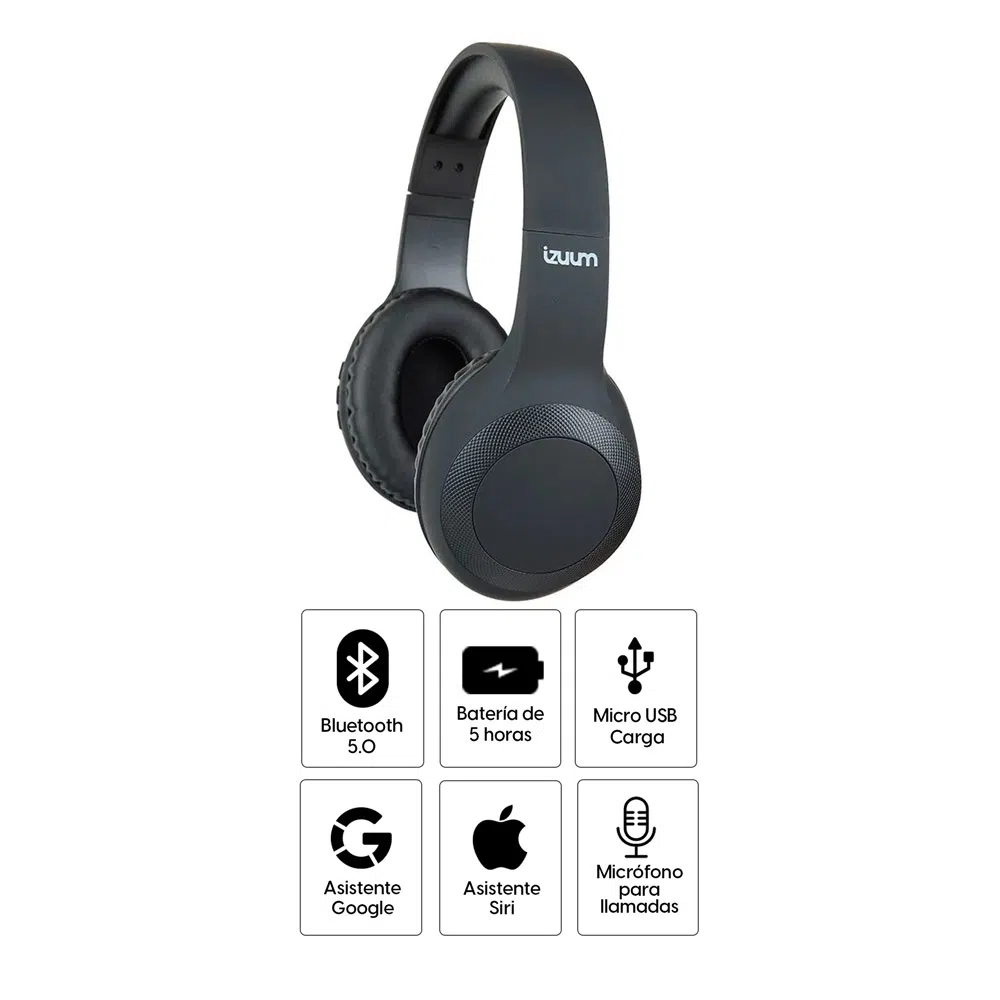 izuum
Bluetooth
5.0
Batería de
5 horas
Micro USB
Carga
Asistente
Google
Asistente
Siri
Micrófono
para
llamadas